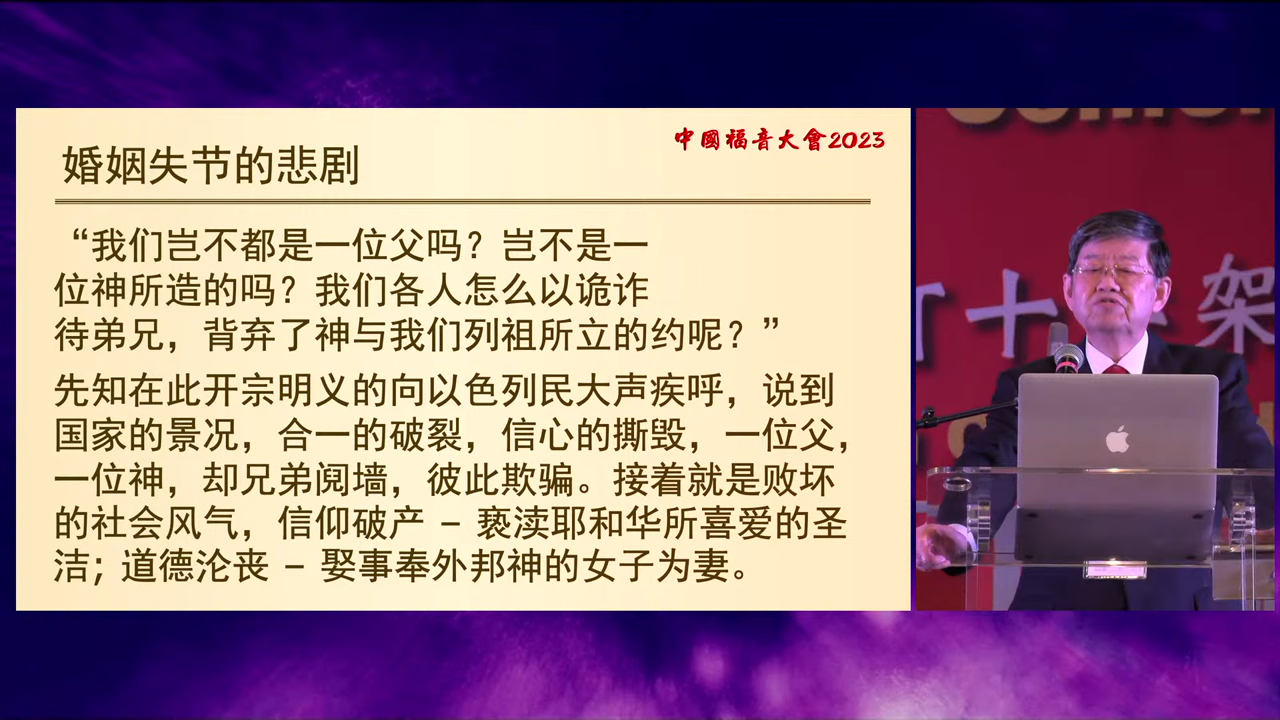 中國福音大會2023
婚姻失节的悲剧
“我们岂不都是一位父吗？岂不是一
位神所造的吗？我们各人怎么以诡诈
待弟兄，背弃了神与我们列祖所立的约呢？”
先知在此开宗明义的向以色列民大声疾呼，说到
国家的景况，合一的破裂，信心的撕毁，一位父，
一位神，却兄弟阋墙，彼此欺骗。接着就是败坏
的社会风气，信仰破产 – 亵渎耶和华所喜爱的圣
洁；道德沦丧 – 娶事奉外邦神的女子为妻。
十
架